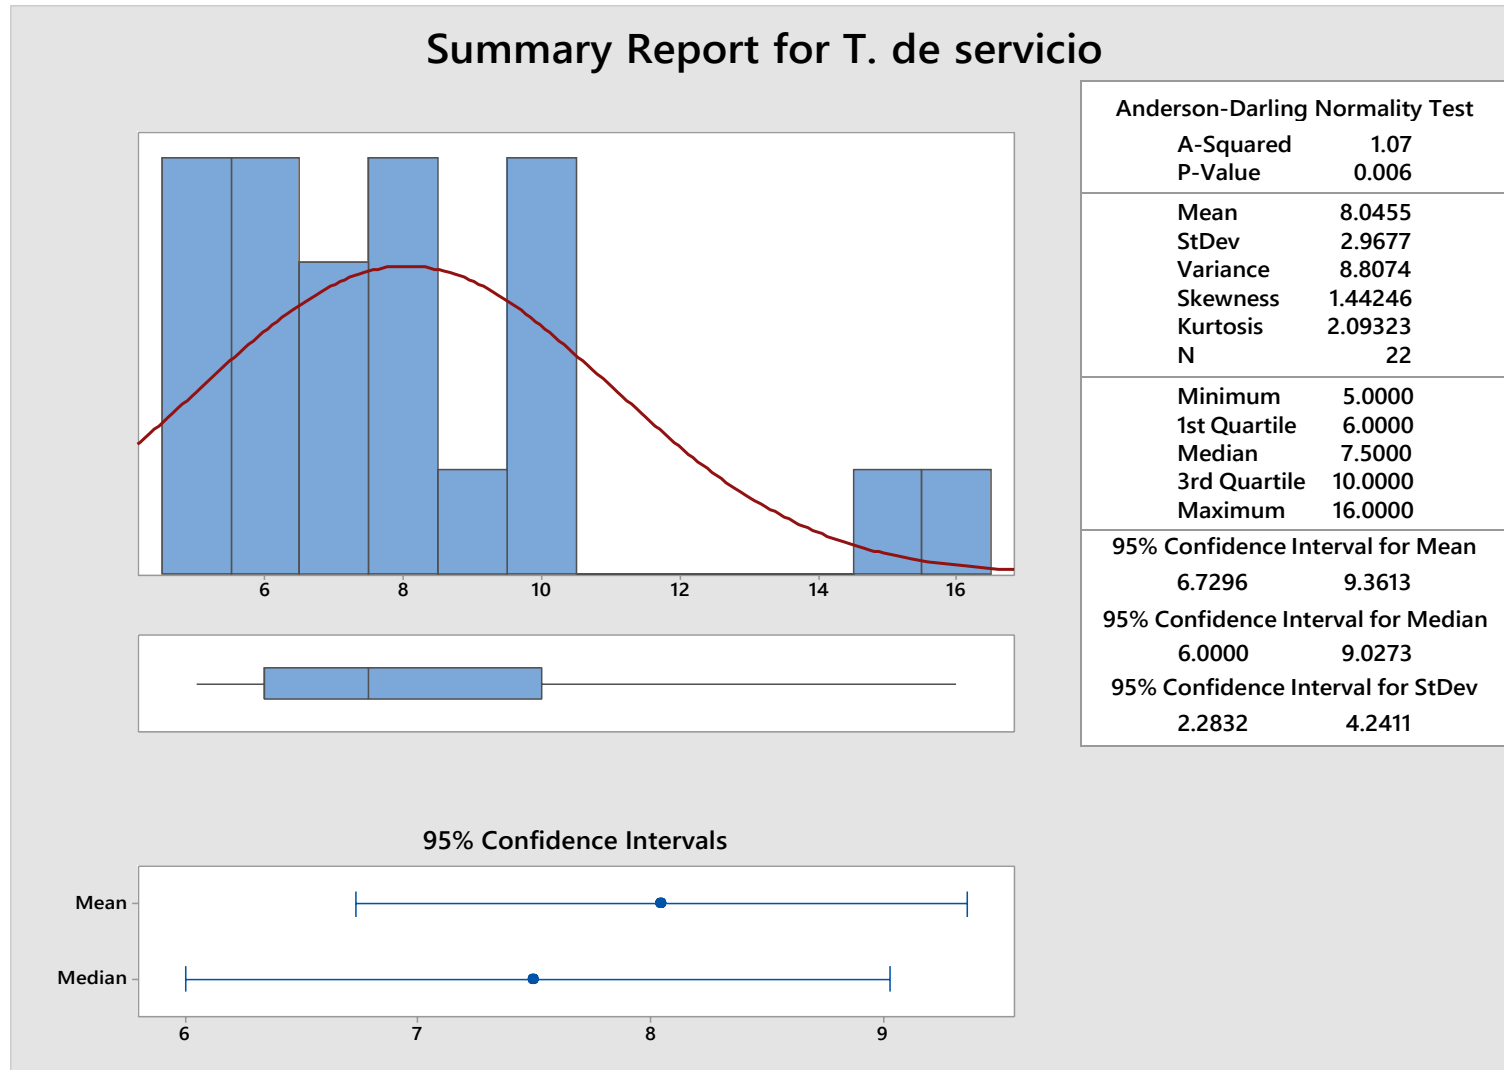 Summary Report for T. de servicio
6 8 10 12 14 16
Anderson-Darling Normality Test
A-Squared 1.07
P-Value 0.006
Mean 8.0455
StDev 2.9677
Variance 8.8074
Skewness 1.44246
Kurtosis 2.09323
N 22
Minimum 5.0000
1st Quartile 6.0000
Median 7.5000
3rd Quartile 10.0000
Maximum 16.0000
95% Confidence Interval for Mean
6.7296 9.3613
95% Confidence Interval for Median
6.0000 9.0273
95% Confidence Interval for StDev
2.2832 4.2411
95% Confidence Intervals
Mean
Median
6 7 8 9